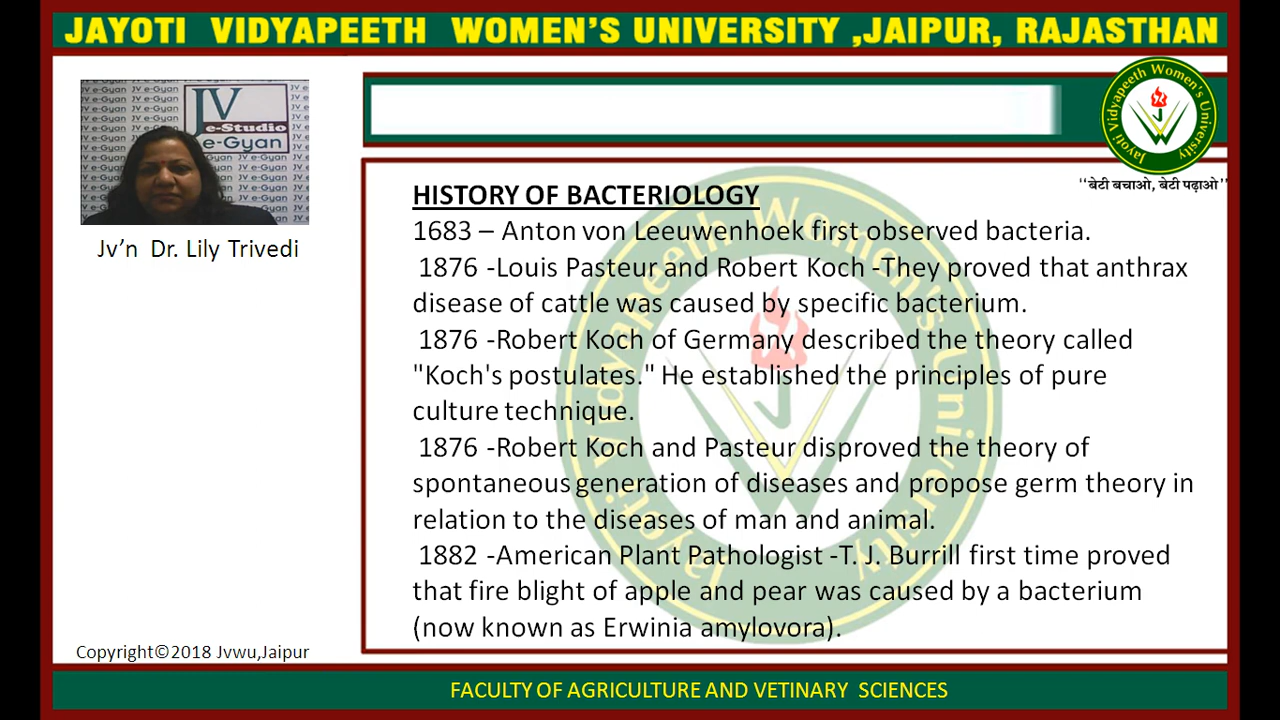 JAYOTI VIDYAPEETH WOMEN'S UNIVERSITY ,JAIPUR, RAJASTHAN
JV
e-Studio
e-Gyan
Jv'n Dr. Lily Trivedi
Jayoti Vidyapeeth Women's University
"बेटी बचाओ, बेटी पढ़ाओ"
HISTORY OF BACTERIOLOGY
1683 – Anton von Leeuwenhoek first observed bacteria.
1876 -Louis Pasteur and Robert Koch -They proved that anthrax
disease of cattle was caused by specific bacterium.
1876 -Robert Koch of Germany described the theory called
"Koch's postulates." He established the principles of pure
culture technique.
1876 -Robert Koch and Pasteur disproved the theory of
spontaneous generation of diseases and propose germ theory in
relation to the diseases of man and animal.
1882 -American Plant Pathologist -T. J. Burrill first time proved
that fire blight of apple and pear was caused by a bacterium
(now known as Erwinia amylovora).
Copyright©2018 Jvwu,Jaipur
FACULTY OF AGRICULTURE AND VETINARY SCIENCES